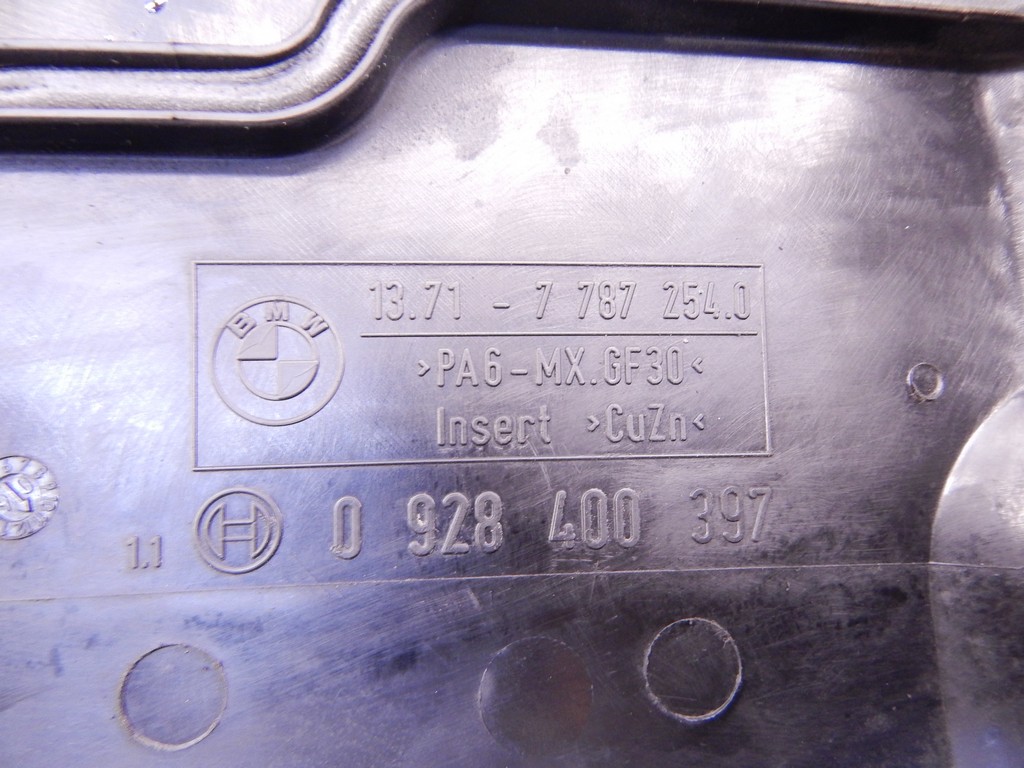 BMW
13.71 - 7 787 254.0
>PA6-MX.GF30<
Insert >CuZn<
1.1 H 0 928 400 397